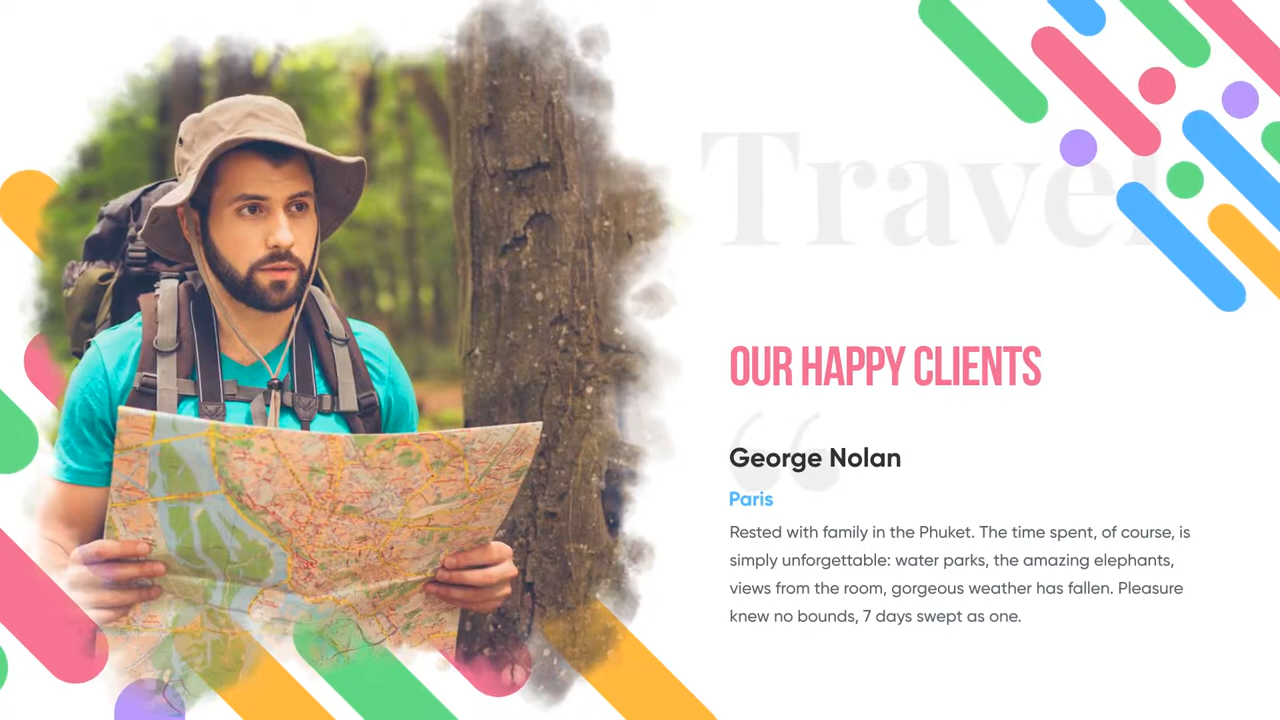 Travel
OUR HAPPY CLIENTS
“
George Nolan
Paris
Rested with family in the Phuket. The time spent, of course, is
simply unforgettable: water parks, the amazing elephants,
views from the room, gorgeous weather has fallen. Pleasure
knew no bounds, 7 days swept as one.